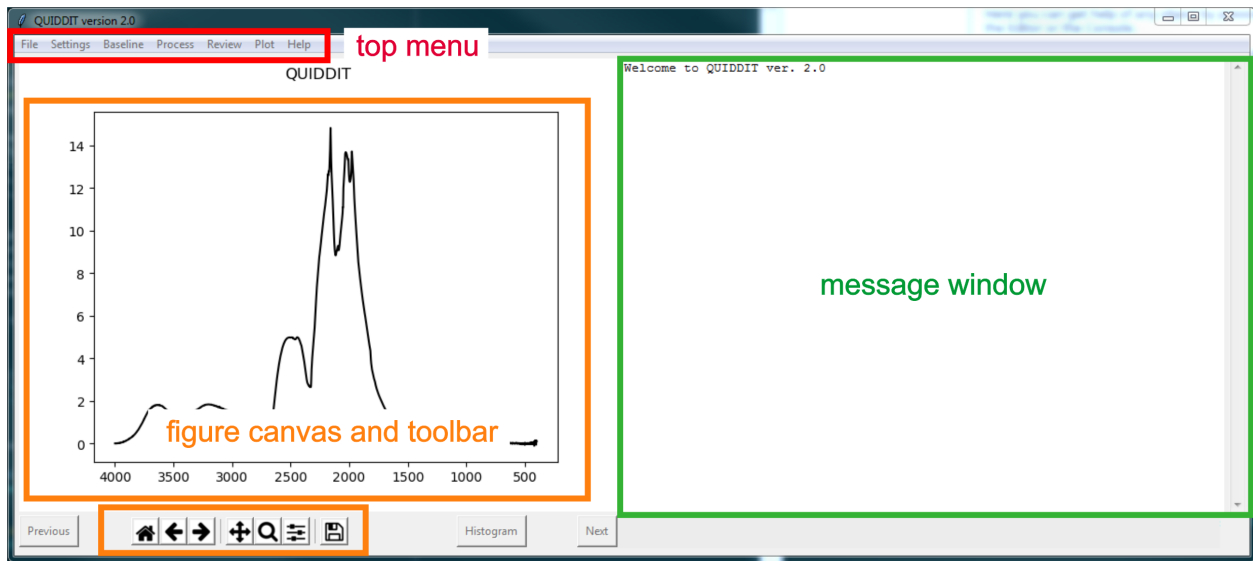 QUIDDIT version 2.0
File Settings Baseline Process Review Plot Help
top menu
QUIDDIT
Welcome to QUIDDIT ver. 2.0
14
12
10
8
6
4
2
0
4000 3500 3000 2500 2000 1500 1000 500
figure canvas and toolbar
message window
Previous
Histogram
Next